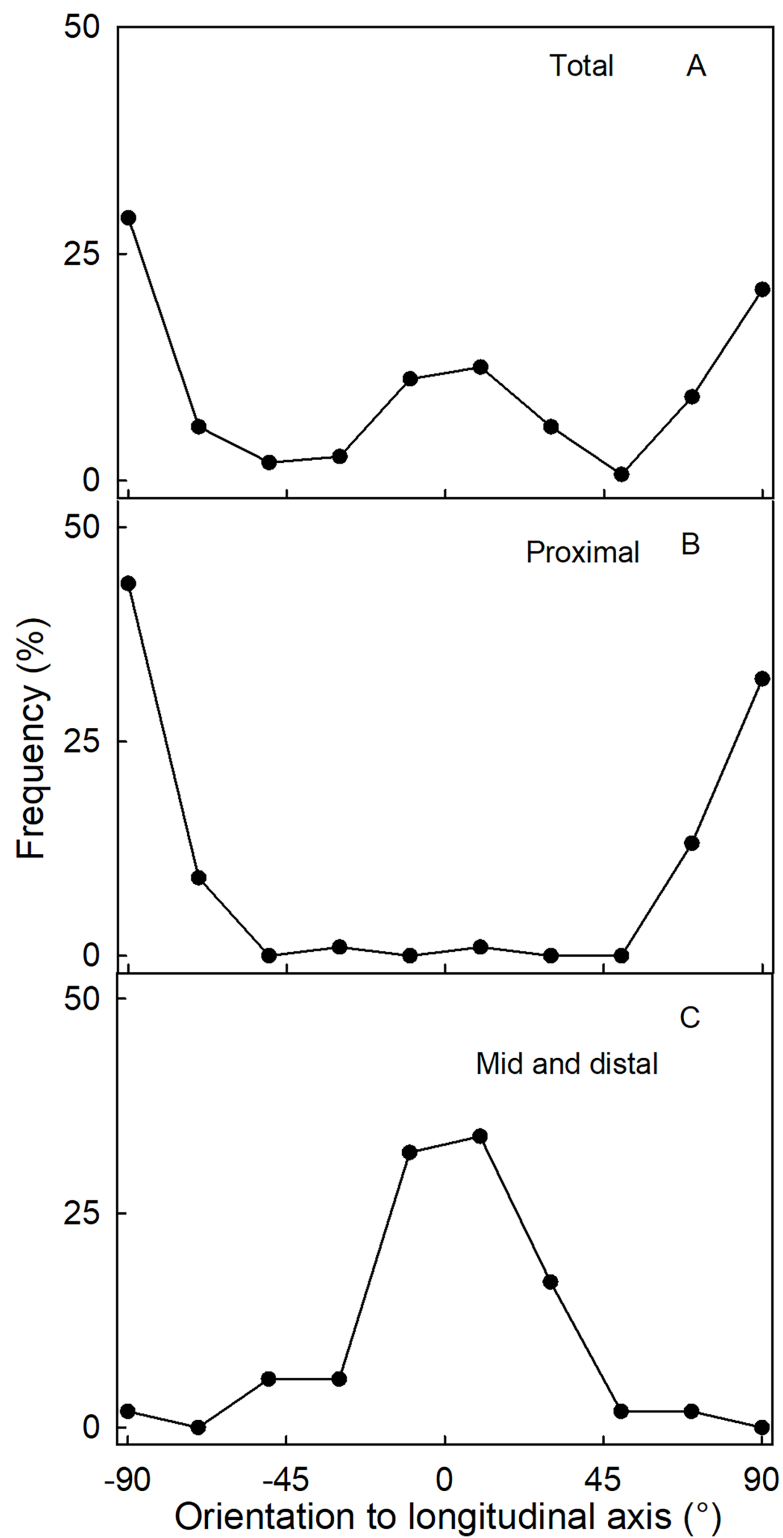 50
Total A
25
0
50
Proximal B
25
0
50
C
Mid and distal
25
0
-90 -45 0 45 90
Orientation to longitudinal axis (°)
Frequency (%)